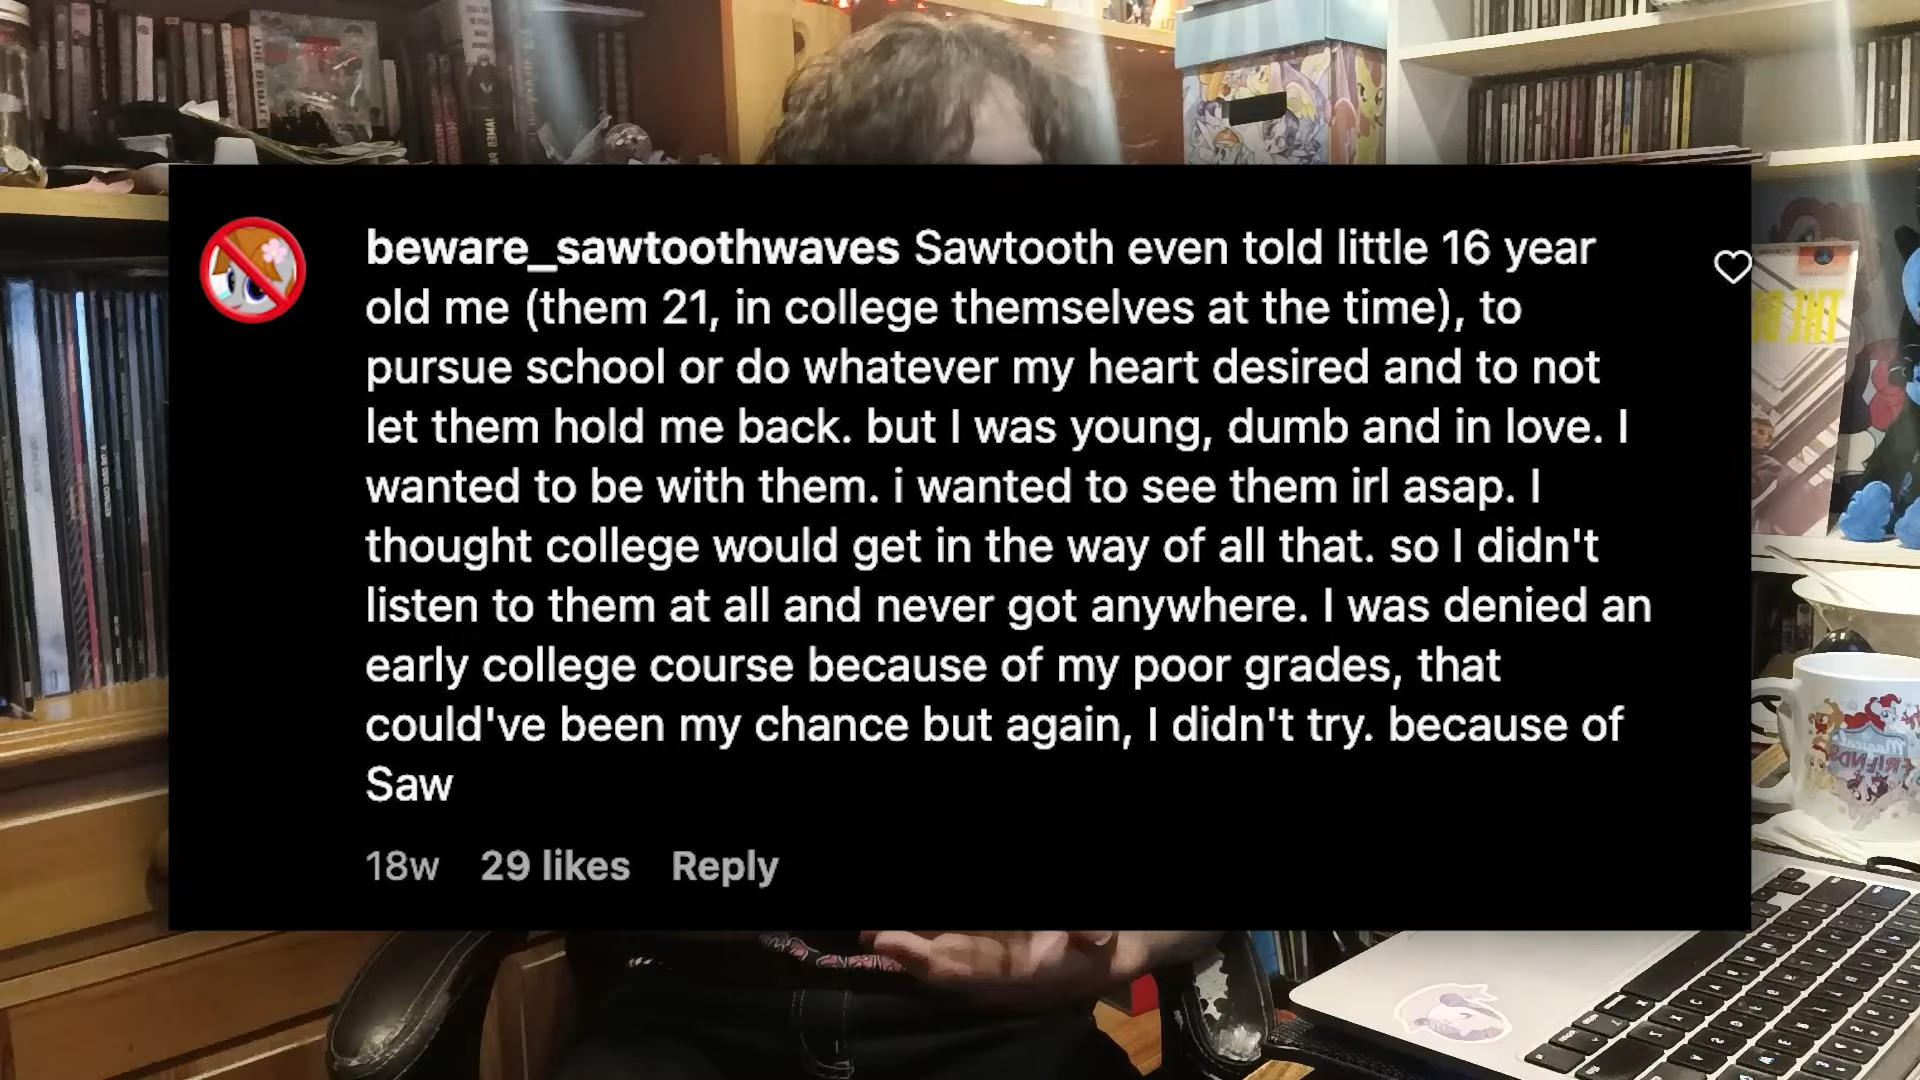 beware_sawtoothwaves Sawtooth even told little 16 year
old me (them 21, in college themselves at the time), to
pursue school or do whatever my heart desired and to not
let them hold me back. but I was young, dumb and in love. I
wanted to be with them. i wanted to see them irl asap. I
thought college would get in the way of all that. so I didn't
listen to them at all and never got anywhere. I was denied an
early college course because of my poor grades, that
could've been my chance but again, I didn't try. because of
Saw
18w 29 likes Reply
FRIENDS